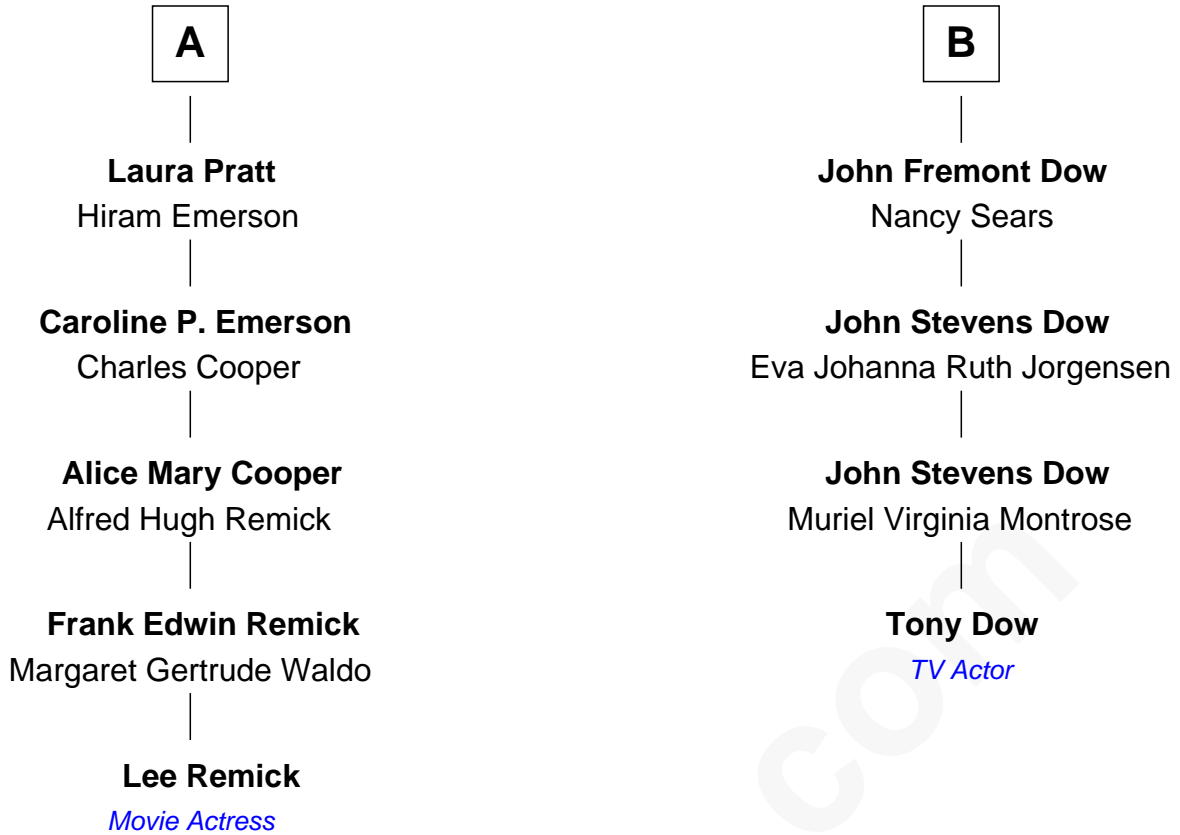 A
Laura Pratt
Hiram Emerson
Caroline P. Emerson
Charles Cooper
Alice Mary Cooper
Alfred Hugh Remick
Frank Edwin Remick
Margaret Gertrude Waldo
Lee Remick
Movie Actress
B
John Fremont Dow
Nancy Sears
John Stevens Dow
Eva Johanna Ruth Jorgensen
John Stevens Dow
Muriel Virginia Montrose
Tony Dow
TV Actor
com